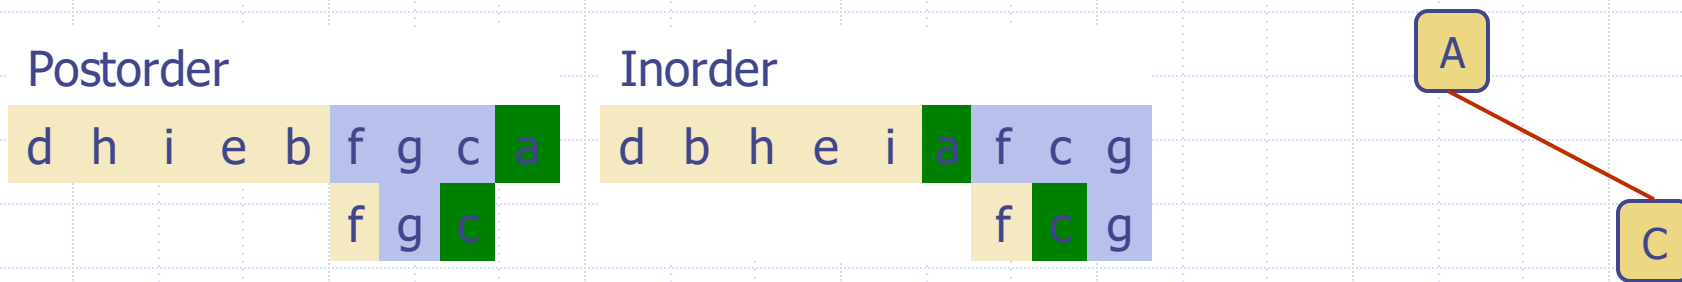 Postorder Inorder A
d h i e b f g c a d b h e i a f c g
f g c f c g C